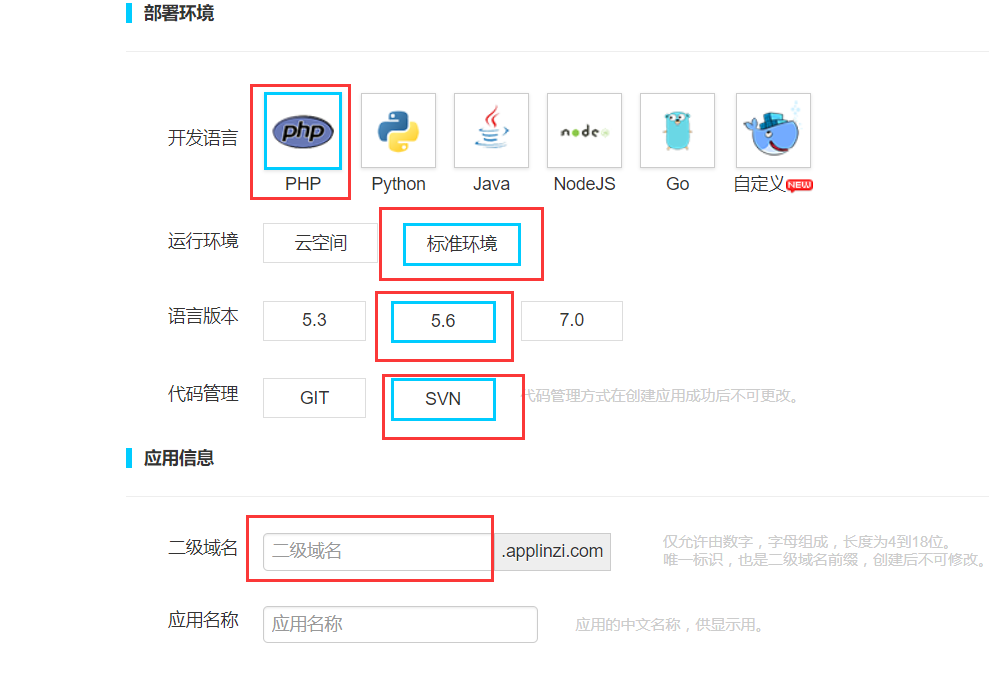 部署环境
开发语言
php
node
PHP
Python
Java
NodeJS
Go
自定义 NEW
运行环境
云空间
标准环境
语言版本
5.3
5.6
7.0
代码管理
GIT
SVN
代码管理方式在创建应用成功后不可更改。
应用信息
二级域名
二级域名
.applinzi.com
仅允许由数字，字母组成，长度为4到18位。
唯一标识，也是二级域名前缀，创建后不可修改。
应用名称
应用名称
应用的中文名称，供显示用。